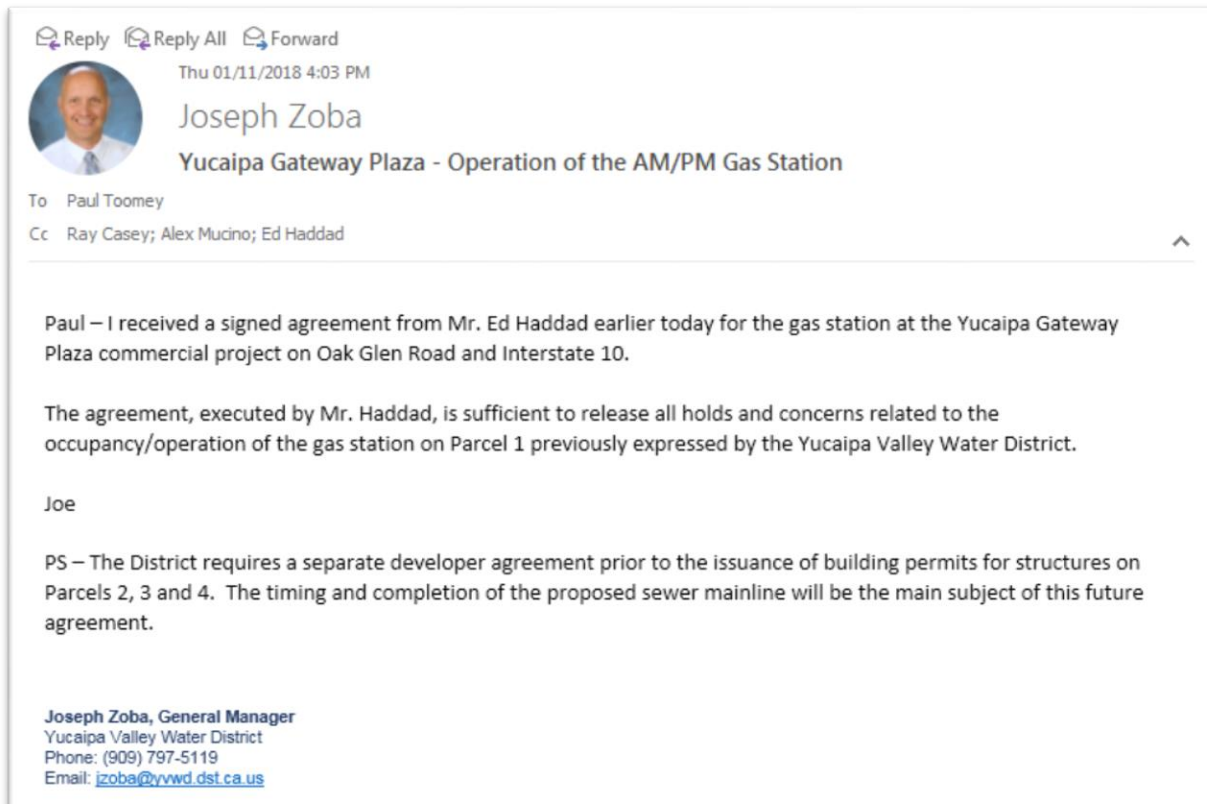 Reply Reply All Forward
Thu 01/11/2018 4:03 PM
Joseph Zoba
Yucaipa Gateway Plaza - Operation of the AM/PM Gas Station
To Paul Toomey
Cc Ray Casey; Alex Mucino; Ed Haddad
Paul – I received a signed agreement from Mr. Ed Haddad earlier today for the gas station at the Yucaipa Gateway
Plaza commercial project on Oak Glen Road and Interstate 10.
The agreement, executed by Mr. Haddad, is sufficient to release all holds and concerns related to the
occupancy/operation of the gas station on Parcel 1 previously expressed by the Yucaipa Valley Water District.
Joe
PS – The District requires a separate developer agreement prior to the issuance of building permits for structures on
Parcels 2, 3 and 4.  The timing and completion of the proposed sewer mainline will be the main subject of this future
agreement.
Joseph Zoba, General Manager
Yucaipa Valley Water District
Phone: (909) 797-5119
Email: jzoba@yvwd.dst.ca.us